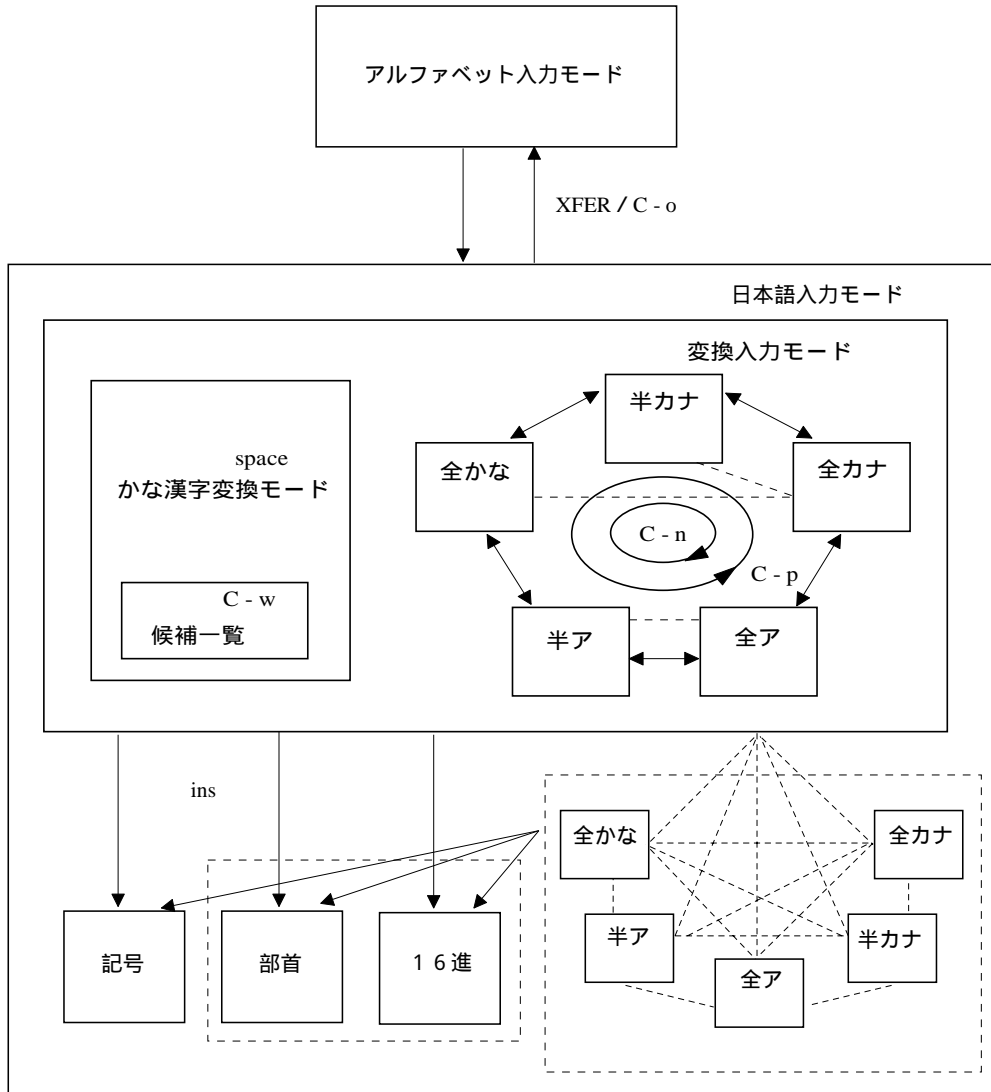 アルファベット入力モード
XFER / C - o
日本語入力モード
変換入力モード
半カナ
全かな
全カナ
space
かな漢字変換モード
C - n
C - p
C - w
候補一覧
半ア
全ア
ins
全かな
全カナ
半ア
半カナ
全ア
記号
部首
１６進